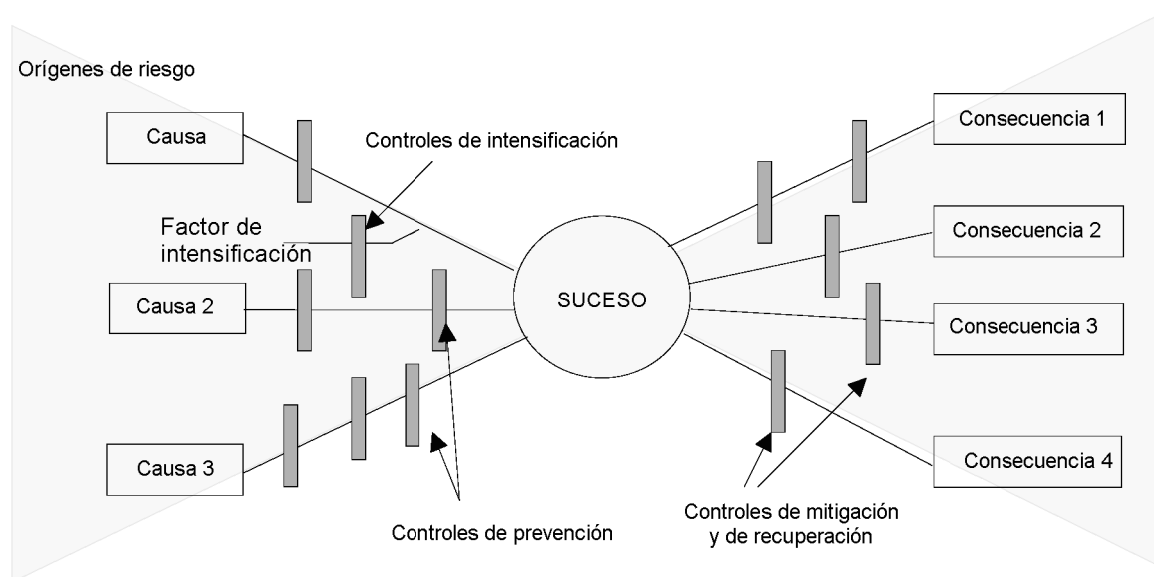 Orígenes de riesgo
Causa
Controles de intensificación
Factor de
intensificación
Causa 2
Causa 3
Controles de prevención
SUCESO
Consecuencia 1
Consecuencia 2
Consecuencia 3
Consecuencia 4
Controles de mitigación
y de recuperación